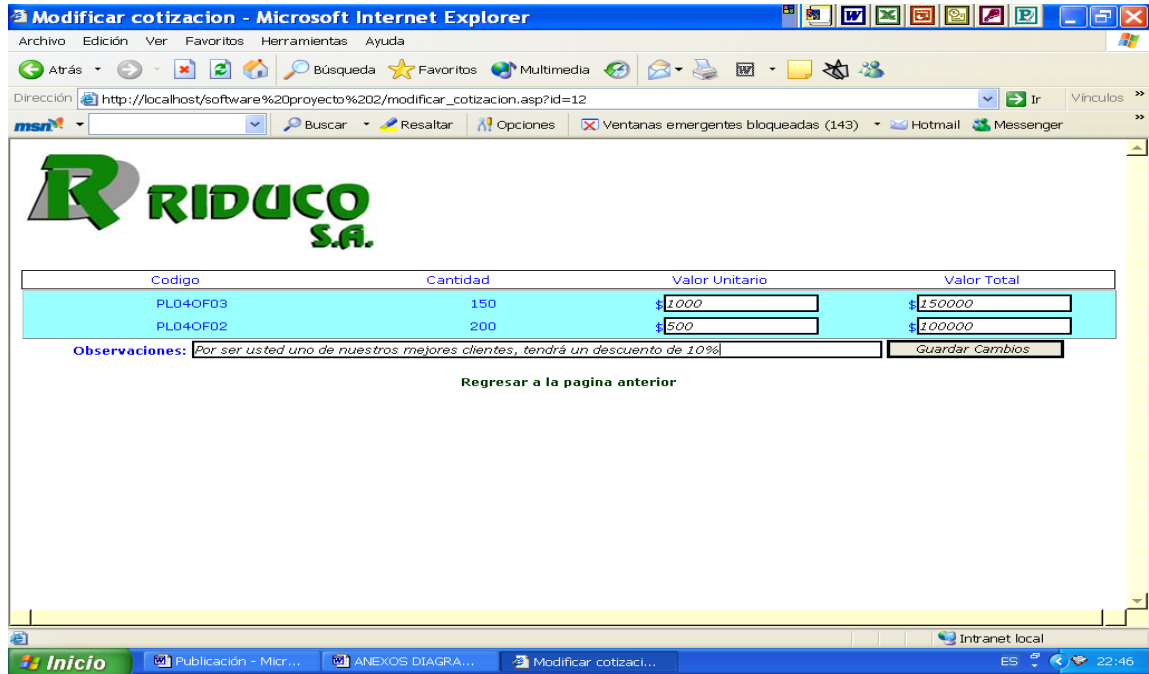 Modificar cotizacion - Microsoft Internet Explorer
Archivo Edición Ver Favoritos Herramientas Ayuda
Atrás Búsqueda Favoritos Multimedia
Dirección http://localhost/software%20proyecto%202/modificar_cotizacion.asp?id=12 Ir Vínculos »
msn Buscar Resaltar Opciones Ventanas emergentes bloqueadas (143) Hotmail Messenger »
R RIDUCO
S.A.
Codigo Cantidad Valor Unitario Valor Total
PL04OF03 150 $ 1000 $ 150000
PL04OF02 200 $ 500 $ 100000
Observaciones: Por ser usted uno de nuestros mejores clientes, tendrá un descuento de 10% Guardar Cambios
Regresar a la pagina anterior
Intranet local
Inicio Publicación - Micr... ANEXOS DIAGRA... Modificar cotizaci... ES 22:46